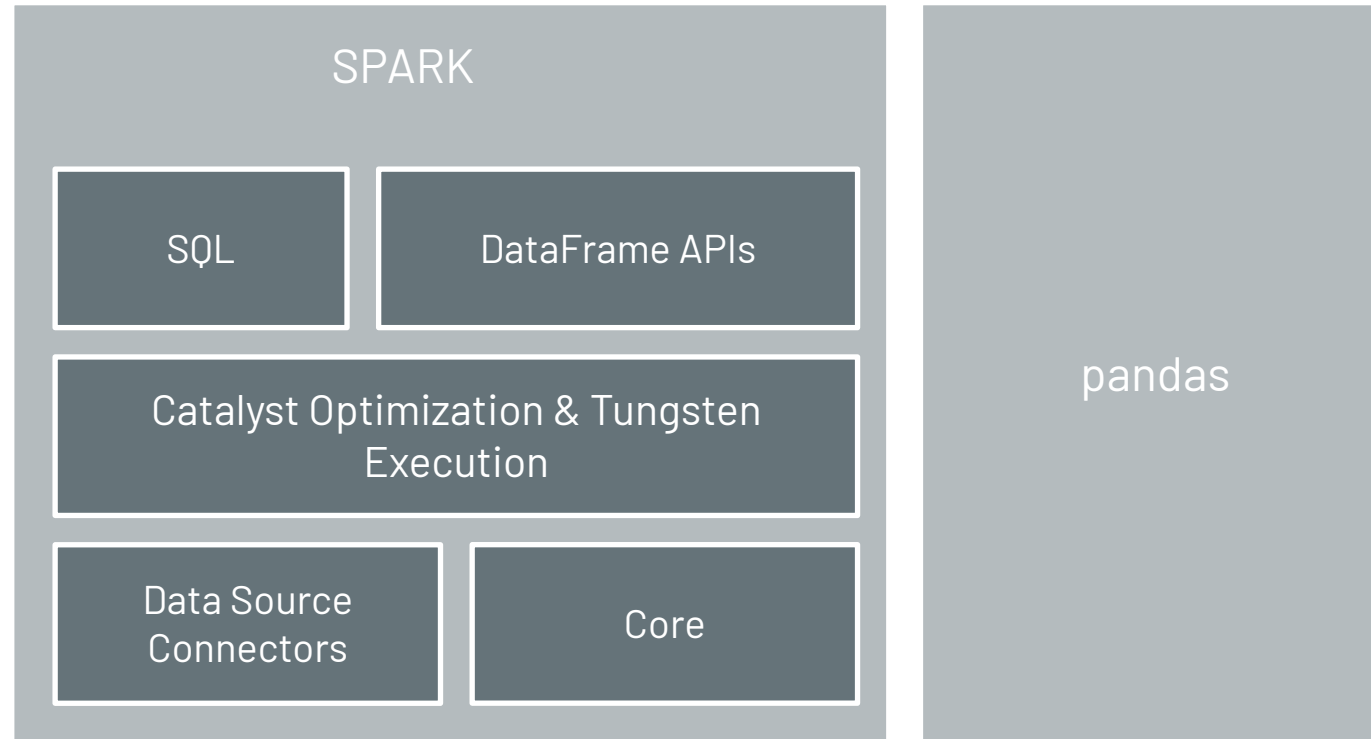 SPARK
SQL
DataFrame APIs
Catalyst Optimization & Tungsten
Execution
Data Source
Connectors
Core
pandas